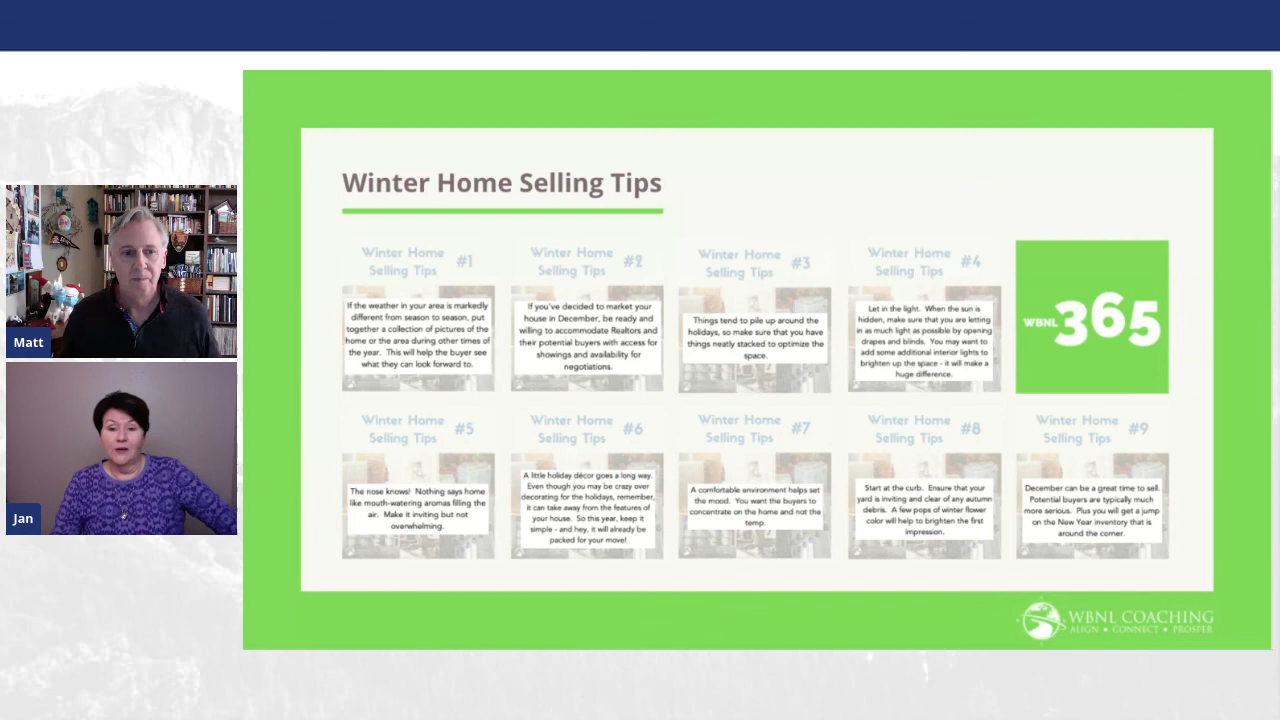 Winter Home Selling Tips
Winter Home
Selling Tips
#1
If the weather in your area is markedly
different from season to season, put
together a collection of pictures of the
home or the area during other times of
the year. This will help the buyer see
what they can look forward to.
Winter Home
Selling Tips
#2
If you've decided to market your
house in December, be ready and
willing to accommodate Realtors and
their potential buyers with access for
showings and availability for
negotiations.
Winter Home
Selling Tips
#3
Things tend to pile up around the
holidays, so make sure that you have
things neatly stacked to optimize the
space.
Winter Home
Selling Tips
#4
Let in the light. When the sun is
hidden, make sure that you are letting
in as much light as possible by opening
drapes and blinds. You may want to
add some additional interior lights to
brighten up the space - it will make a
huge difference.
WBNL 365
Winter Home
Selling Tips
#5
The nose knows! Nothing says home
like mouth-watering aromas filling the
air. Make it inviting but not
overwhelming.
Winter Home
Selling Tips
#6
A little holiday décor goes a long way.
Even though you may be crazy over
decorating for the holidays, remember,
it can take away from the features of
your house. So this year, keep it
simple - and hey, it will already be
packed for your move!
Winter Home
Selling Tips
#7
A comfortable environment helps set
the mood. You want the buyers to
concentrate on the home and not the
temp.
Winter Home
Selling Tips
#8
Start at the curb. Ensure that your
yard is inviting and clear of any autumn
debris. A few pops of winter flower
color will help to brighten the first
impression.
Winter Home
Selling Tips
#9
December can be a great time to sell.
Potential buyers are typically much
more serious. Plus you will get a jump
on the New Year inventory that is
around the corner.
Matt
Jan
WBNL COACHING
ALIGN • CONNECT • PROSPER